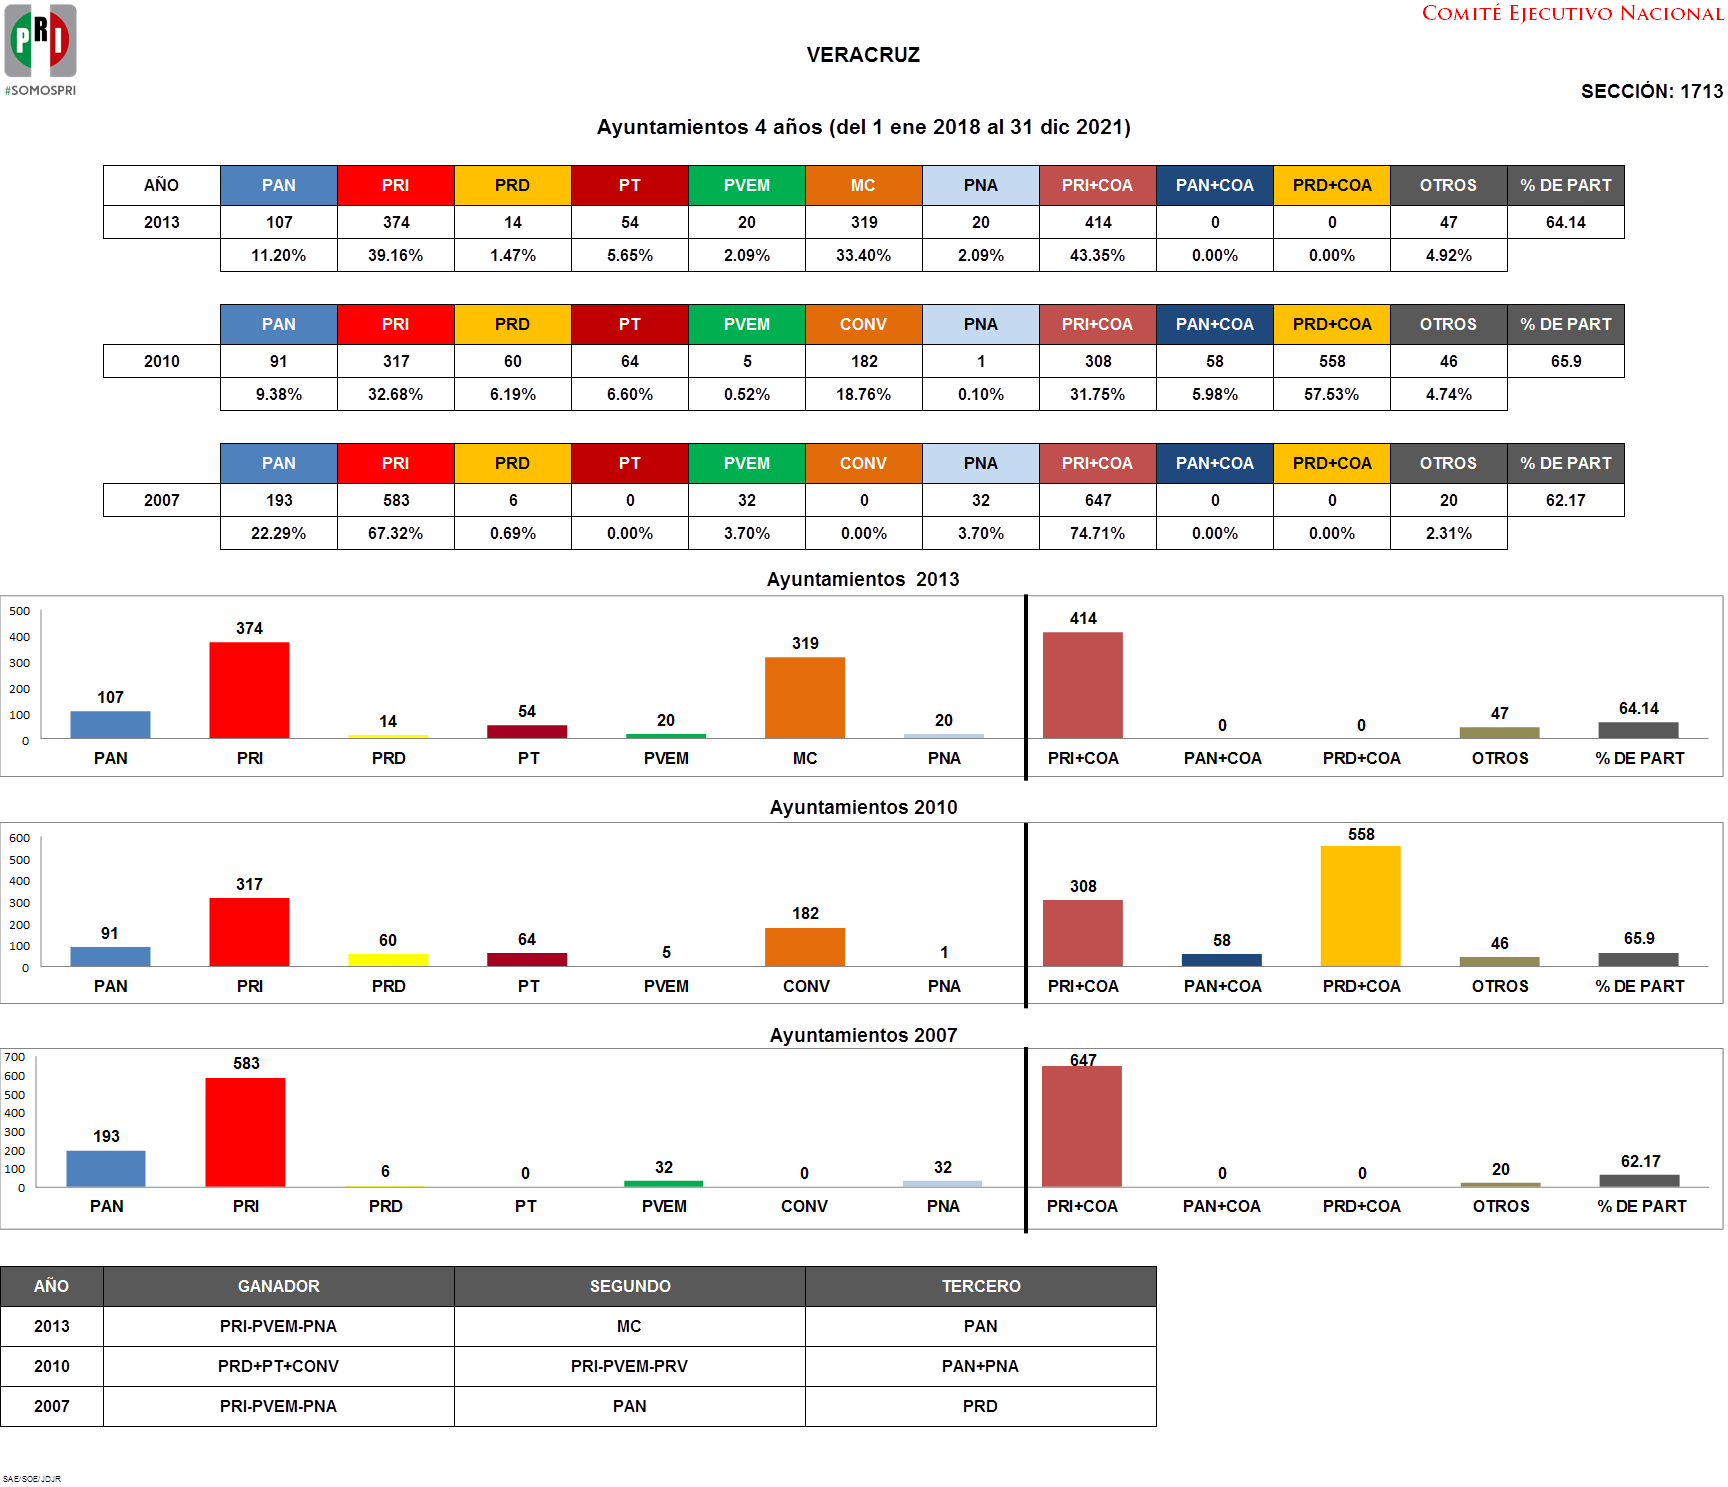 COMITÉ EJECUTIVO NACIONAL
PRI
#SOMOSPRI
VERACRUZ
SECCIÓN: 1713
Ayuntamientos 4 años (del 1 ene 2018 al 31 dic 2021)
AÑO PAN PRI PRD PT PVEM MC PNA PRI+COA PAN+COA PRD+COA OTROS % DE PART
2013 107 374 14 54 20 319 20 414 0 0 47 64.14
11.20% 39.16% 1.47% 5.65% 2.09% 33.40% 2.09% 43.35% 0.00% 0.00% 4.92%
PAN PRI PRD PT PVEM CONV PNA PRI+COA PAN+COA PRD+COA OTROS % DE PART
2010 91 317 60 64 5 182 1 308 58 558 46 65.9
9.38% 32.68% 6.19% 6.60% 0.52% 18.76% 0.10% 31.75% 5.98% 57.53% 4.74%
PAN PRI PRD PT PVEM CONV PNA PRI+COA PAN+COA PRD+COA OTROS % DE PART
2007 193 583 6 0 32 0 32 647 0 0 20 62.17
22.29% 67.32% 0.69% 0.00% 3.70% 0.00% 3.70% 74.71% 0.00% 0.00% 2.31%
Ayuntamientos 2013
500
400
300
200
100
0
107 374 14 54 20 319 20 414 0 0 47 64.14
PAN PRI PRD PT PVEM MC PNA PRI+COA PAN+COA PRD+COA OTROS % DE PART
Ayuntamientos 2010
600
500
400
300
200
100
0
91 317 60 64 5 182 1 308 58 558 46 65.9
PAN PRI PRD PT PVEM CONV PNA PRI+COA PAN+COA PRD+COA OTROS % DE PART
Ayuntamientos 2007
700
600
500
400
300
200
100
0
193 583 6 0 32 0 32 647 0 0 20 62.17
PAN PRI PRD PT PVEM CONV PNA PRI+COA PAN+COA PRD+COA OTROS % DE PART
AÑO GANADOR SEGUNDO TERCERO
2013 PRI-PVEM-PNA MC PAN
2010 PRD+PT+CONV PRI-PVEM-PRV PAN+PNA
2007 PRI-PVEM-PNA PAN PRD
SAE/SOE/JDJR